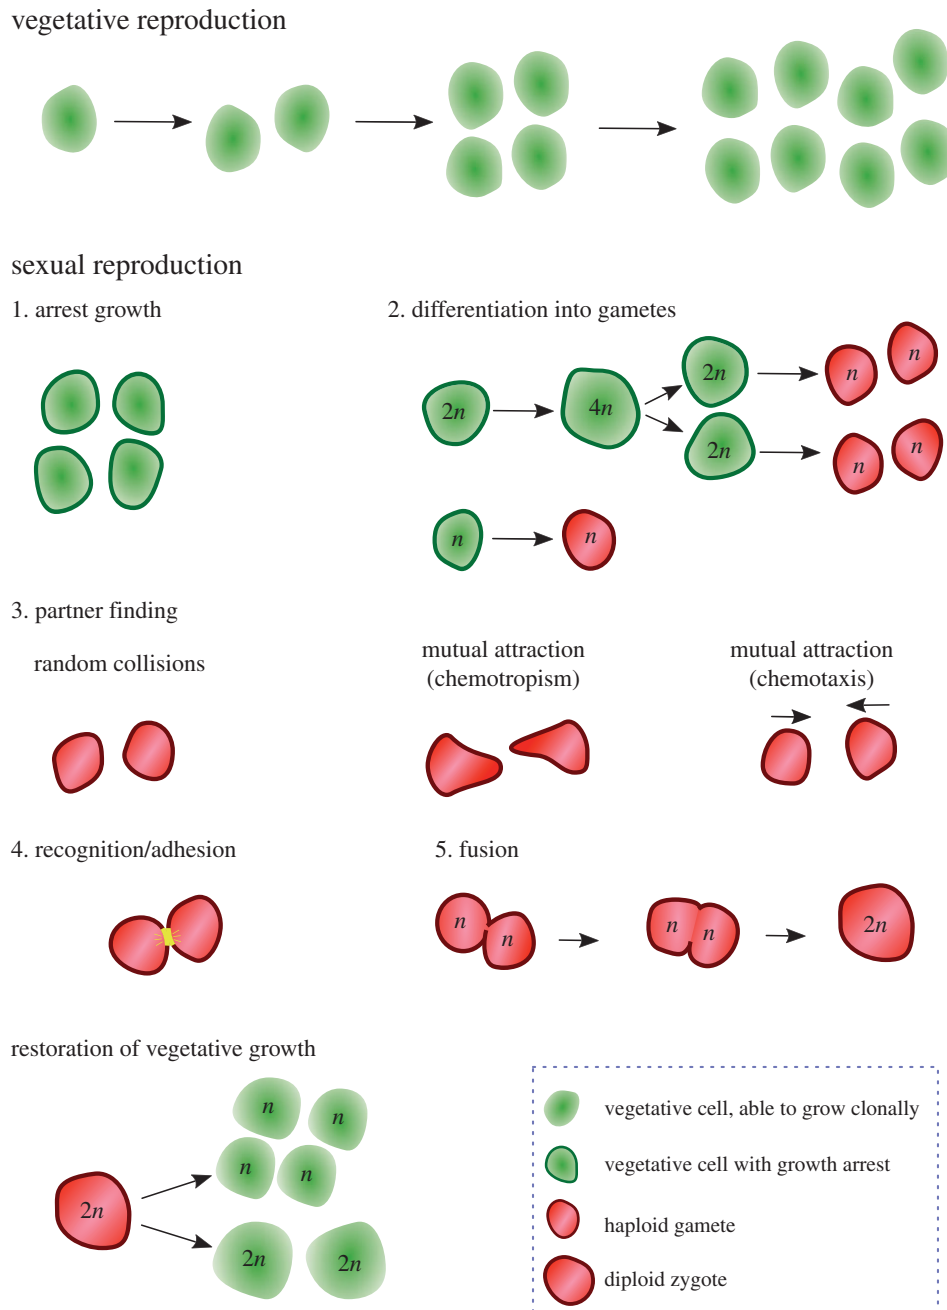 vegetative reproduction
sexual reproduction
1. arrest growth
2. differentiation into gametes
2n
4n
2n
2n
n
n
n
n
n
n
3. partner finding
random collisions
mutual attraction
(chemotropism)
mutual attraction
(chemotaxis)
4. recognition/adhesion
5. fusion
n
n
n
n
2n
restoration of vegetative growth
2n
n
n
n
n
2n
2n
vegetative cell, able to grow clonally
vegetative cell with growth arrest
haploid gamete
diploid zygote